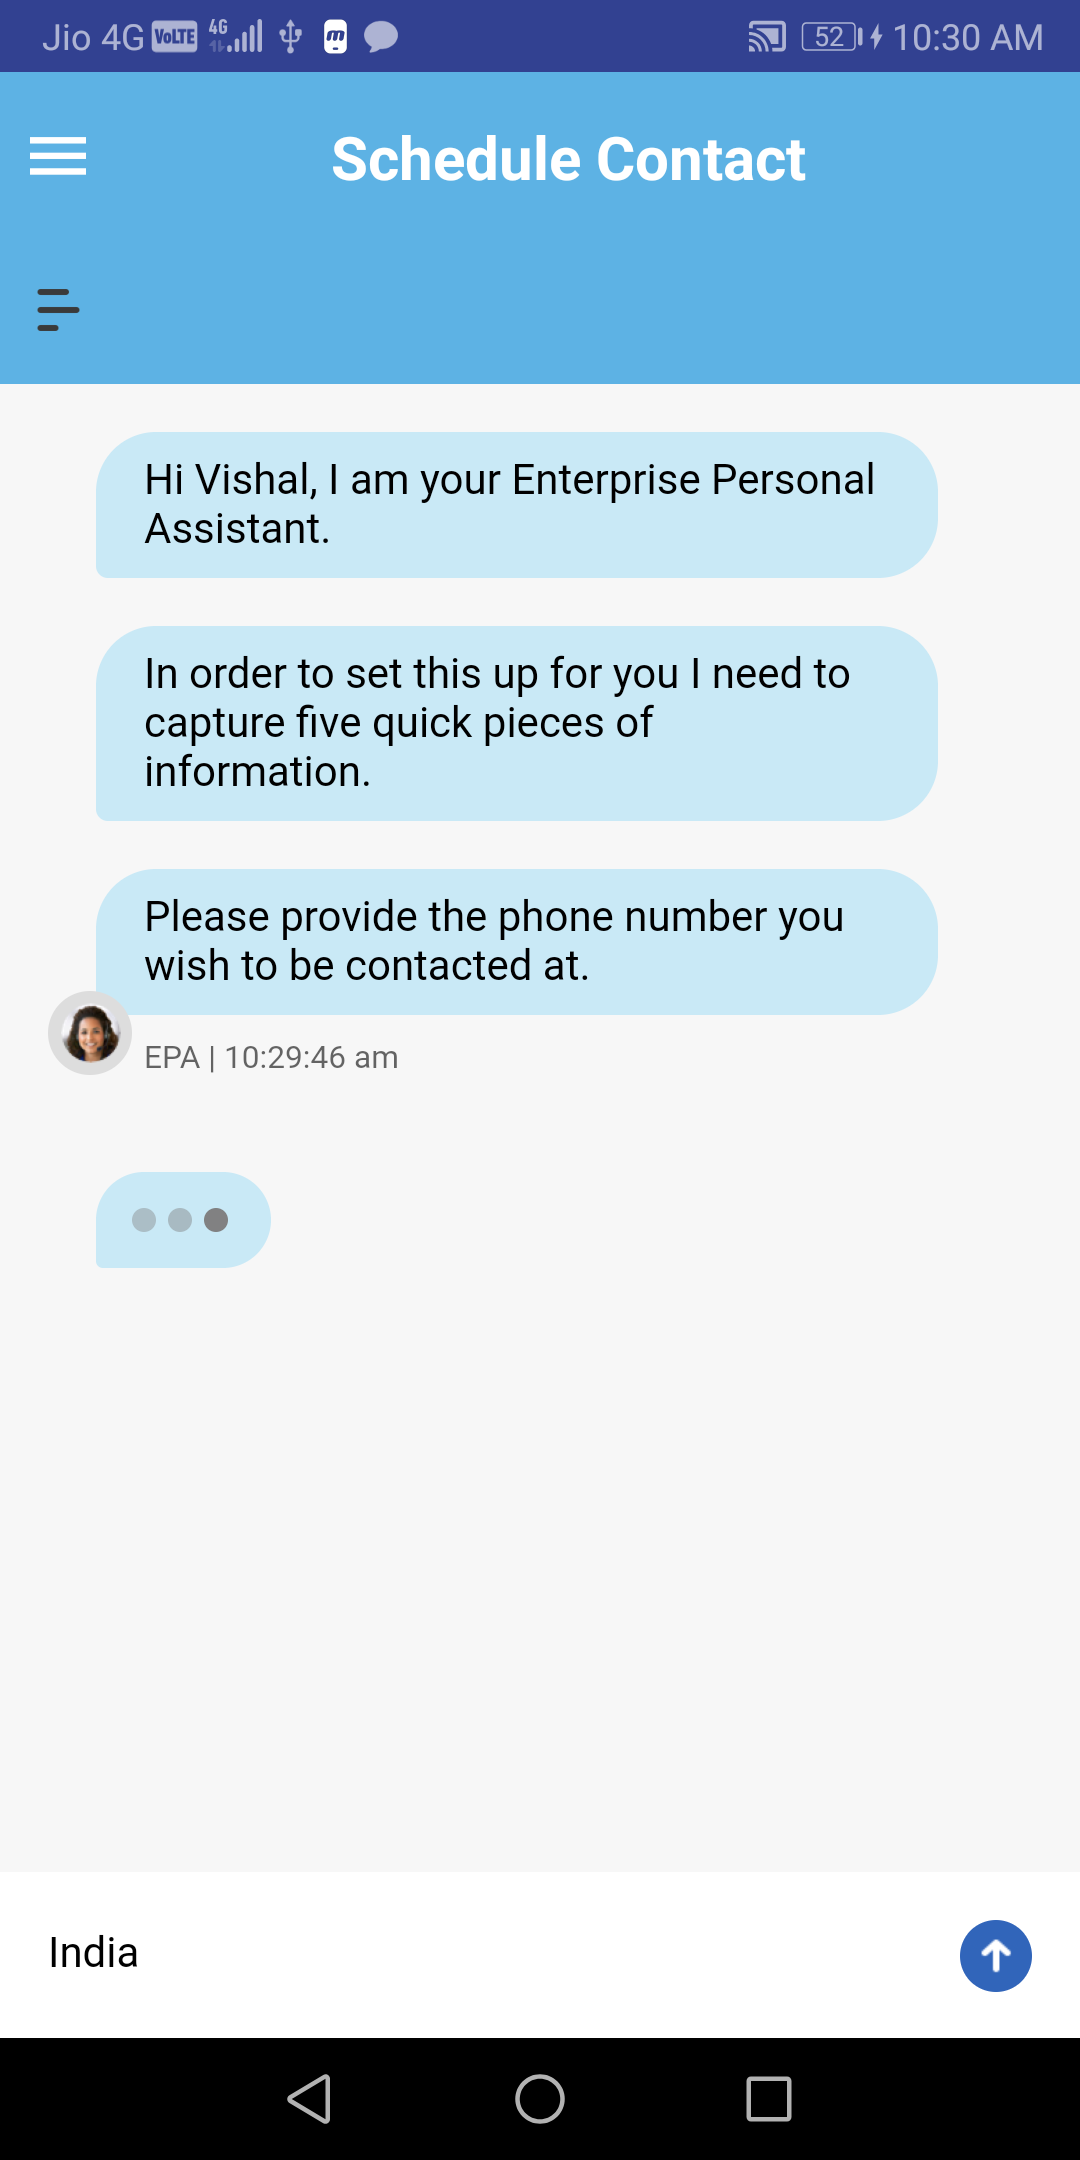 Jio 4G VoLTE 4G m 52 10:30 AM
Schedule Contact
Hi Vishal, I am your Enterprise Personal
Assistant.
In order to set this up for you I need to
capture five quick pieces of
information.
Please provide the phone number you
wish to be contacted at.
EPA | 10:29:46 am
India